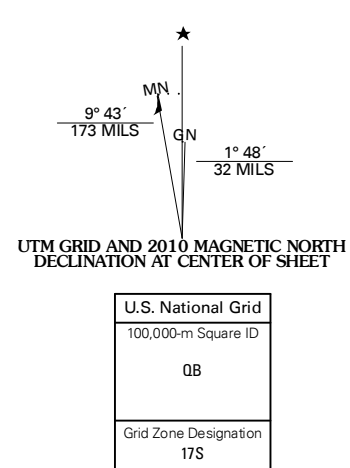 ★
MN
9° 43´
173 MILS
GN
1° 48´
32 MILS
UTM GRID AND 2010 MAGNETIC NORTH
DECLINATION AT CENTER OF SHEET
U.S. National Grid
100,000-m Square ID
QB
Grid Zone Designation
17S